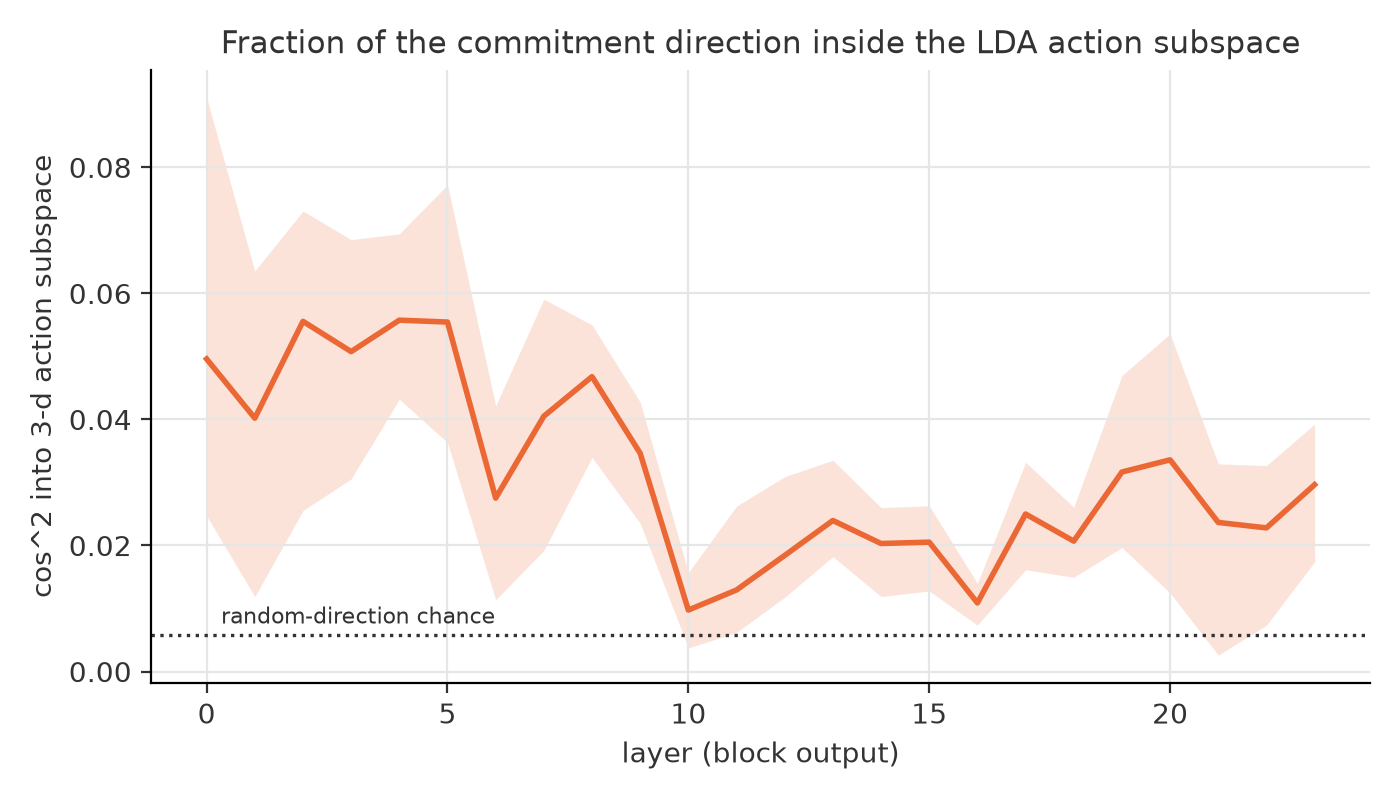 Fraction of the commitment direction inside the LDA action subspace
cos^2 into 3-d action subspace
0.08
0.06
0.04
0.02
0.00
random-direction chance
0 5 10 15 20
layer (block output)